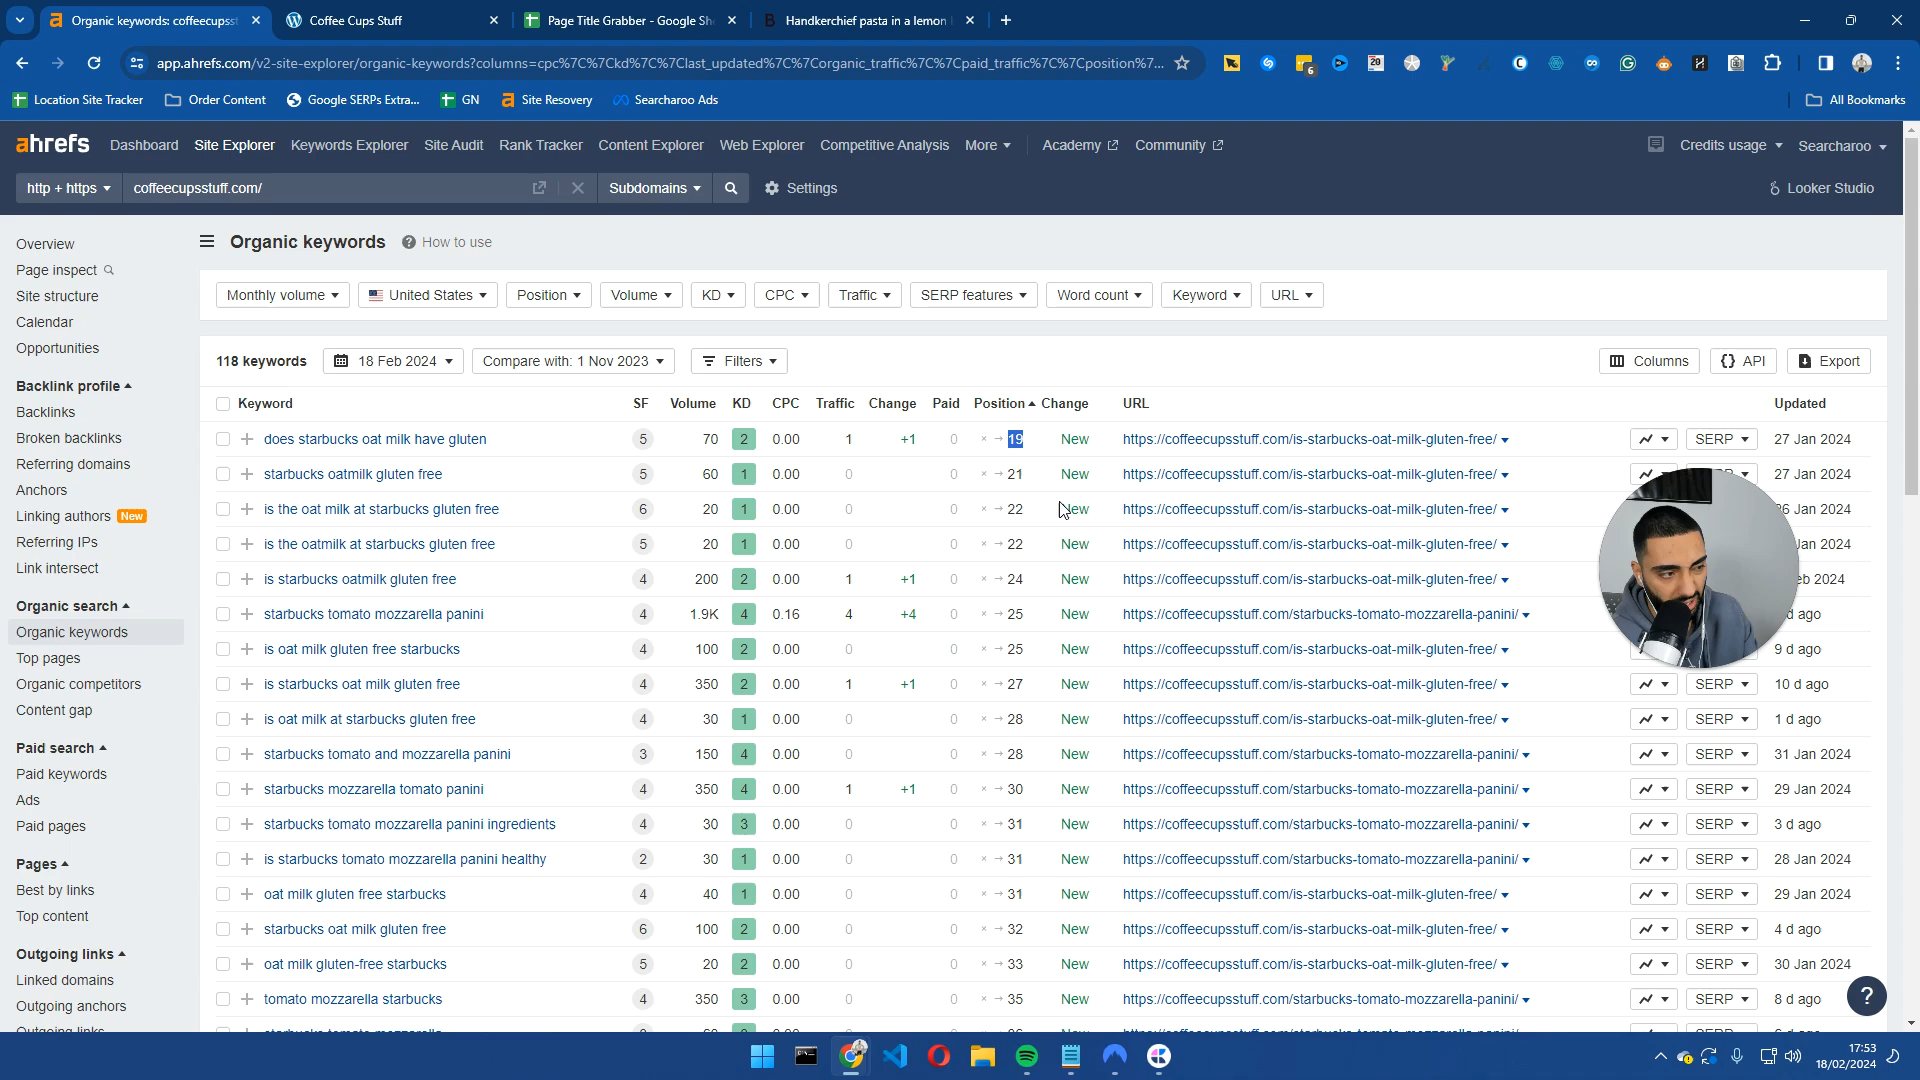 Organic keywords: coffeecupsst
Coffee Cups Stuff
Page Title Grabber - Google She
Handkerchief pasta in a lemon
app.ahrefs.com/v2-site-explorer/organic-keywords?columns=cpc%7C%7Ckd%7C%7Clast_updated%7C%7Corganic_traffic%7C%7Cpaid_traffic%7C%7Cposition%7...
Location Site Tracker Order Content Google SERPs Extra... GN Site Recovery Searcharoo Ads All Bookmarks
ahrefs Dashboard Site Explorer Keywords Explorer Site Audit Rank Tracker Content Explorer Web Explorer Competitive Analysis More Academy Community Credits usage Searcharoo
http + https coffeecupsstuff.com/ Subdomains Settings Looker Studio
Overview
Page inspect
Site structure
Calendar
Opportunities
Backlink profile
Backlinks
Broken backlinks
Referring domains
Anchors
Linking authors New
Referring IPs
Link intersect
Organic search
Organic keywords
Top pages
Organic competitors
Content gap
Paid search
Paid keywords
Ads
Paid pages
Pages
Best by links
Top content
Outgoing links
Linked domains
Outgoing anchors
Outgoing links
Organic keywords How to use
Monthly volume United States Position Volume KD CPC Traffic SERP features Word count Keyword URL
118 keywords 18 Feb 2024 Compare with: 1 Nov 2023 Filters Columns API Export
Keyword SF Volume KD CPC Traffic Change Paid Position Change URL Updated
does starbucks oat milk have gluten 5 70 2 0.00 1 +1 0 × → 19 New https://coffeecupsstuff.com/is-starbucks-oat-milk-gluten-free/ SERP 27 Jan 2024
starbucks oatmilk gluten free 5 60 1 0.00 0 0 × → 21 New https://coffeecupsstuff.com/is-starbucks-oat-milk-gluten-free/ 27 Jan 2024
is the oat milk at starbucks gluten free 6 20 1 0.00 0 0 × → 22 New https://coffeecupsstuff.com/is-starbucks-oat-milk-gluten-free/ 6 Jan 2024
is the oatmilk at starbucks gluten free 5 20 1 0.00 0 0 × → 22 New https://coffeecupsstuff.com/is-starbucks-oat-milk-gluten-free/ Jan 2024
is starbucks oatmilk gluten free 4 200 2 0.00 1 +1 0 × → 24 New https://coffeecupsstuff.com/is-starbucks-oat-milk-gluten-free/ eb 2024
starbucks tomato mozzarella panini 4 1.9K 4 0.16 4 +4 0 × → 25 New https://coffeecupsstuff.com/starbucks-tomato-mozzarella-panini/ d ago
is oat milk gluten free starbucks 4 100 2 0.00 0 0 × → 25 New https://coffeecupsstuff.com/is-starbucks-oat-milk-gluten-free/ 9 d ago
is starbucks oat milk gluten free 4 350 2 0.00 1 +1 0 × → 27 New https://coffeecupsstuff.com/is-starbucks-oat-milk-gluten-free/ SERP 10 d ago
is oat milk at starbucks gluten free 4 30 1 0.00 0 0 × → 28 New https://coffeecupsstuff.com/is-starbucks-oat-milk-gluten-free/ SERP 1 d ago
starbucks tomato and mozzarella panini 3 150 4 0.00 0 0 × → 28 New https://coffeecupsstuff.com/starbucks-tomato-mozzarella-panini/ SERP 31 Jan 2024
starbucks mozzarella tomato panini 4 350 4 0.00 1 +1 0 × → 30 New https://coffeecupsstuff.com/starbucks-tomato-mozzarella-panini/ SERP 29 Jan 2024
starbucks tomato mozzarella panini ingredients 4 30 3 0.00 0 0 × → 31 New https://coffeecupsstuff.com/starbucks-tomato-mozzarella-panini/ SERP 3 d ago
is starbucks tomato mozzarella panini healthy 2 30 1 0.00 0 0 × → 31 New https://coffeecupsstuff.com/starbucks-tomato-mozzarella-panini/ SERP 28 Jan 2024
oat milk gluten free starbucks 4 40 1 0.00 0 0 × → 31 New https://coffeecupsstuff.com/is-starbucks-oat-milk-gluten-free/ SERP 29 Jan 2024
starbucks oat milk gluten free 6 100 2 0.00 0 0 × → 32 New https://coffeecupsstuff.com/is-starbucks-oat-milk-gluten-free/ SERP 4 d ago
oat milk gluten-free starbucks 5 20 2 0.00 0 0 × → 33 New https://coffeecupsstuff.com/is-starbucks-oat-milk-gluten-free/ SERP 30 Jan 2024
tomato mozzarella starbucks 4 350 3 0.00 0 0 × → 35 New https://coffeecupsstuff.com/starbucks-tomato-mozzarella-panini/ SERP 8 d ago
17:53
18/02/2024